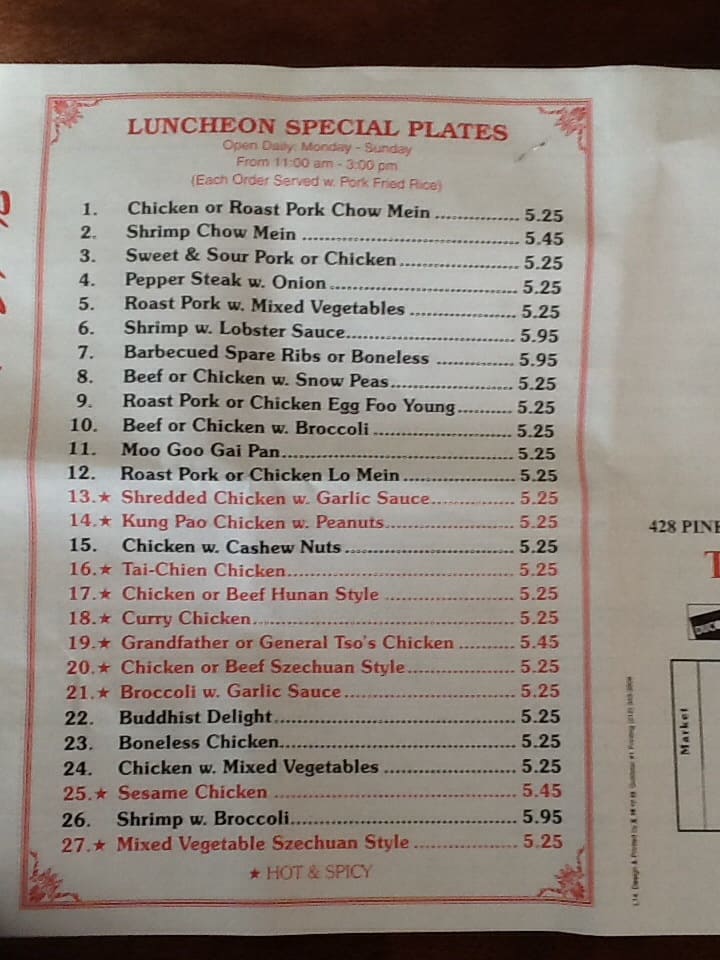 LUNCHEON SPECIAL PLATES
Open Daily: Monday - Sunday
From 11:00 am - 3:00 pm
(Each Order Served w. Pork Fried Rice)
1. Chicken or Roast Pork Chow Mein ............... 5.25
2. Shrimp Chow Mein ............... 5.45
3. Sweet & Sour Pork or Chicken ............... 5.25
4. Pepper Steak w. Onion ............... 5.25
5. Roast Pork w. Mixed Vegetables ............... 5.25
6. Shrimp w. Lobster Sauce ............... 5.95
7. Barbecued Spare Ribs or Boneless ............... 5.95
8. Beef or Chicken w. Snow Peas ............... 5.25
9. Roast Pork or Chicken Egg Foo Young .......... 5.25
10. Beef or Chicken w. Broccoli ............... 5.25
11. Moo Goo Gai Pan ............... 5.25
12. Roast Pork or Chicken Lo Mein ............... 5.25
13.★ Shredded Chicken w. Garlic Sauce ............... 5.25
14.★ Kung Pao Chicken w. Peanuts ............... 5.25
15. Chicken w. Cashew Nuts ............... 5.25
16.★ Tai-Chien Chicken ............... 5.25
17.★ Chicken or Beef Hunan Style ............... 5.25
18.★ Curry Chicken ............... 5.25
19.★ Grandfather or General Tso's Chicken .......... 5.45
20.★ Chicken or Beef Szechuan Style ............... 5.25
21.★ Broccoli w. Garlic Sauce ............... 5.25
22. Buddhist Delight ............... 5.25
23. Boneless Chicken ............... 5.25
24. Chicken w. Mixed Vegetables ............... 5.25
25.★ Sesame Chicken ............... 5.45
26. Shrimp w. Broccoli ............... 5.95
27.★ Mixed Vegetable Szechuan Style ............... 5.25
★ HOT & SPICY
428 PINE
T
Market